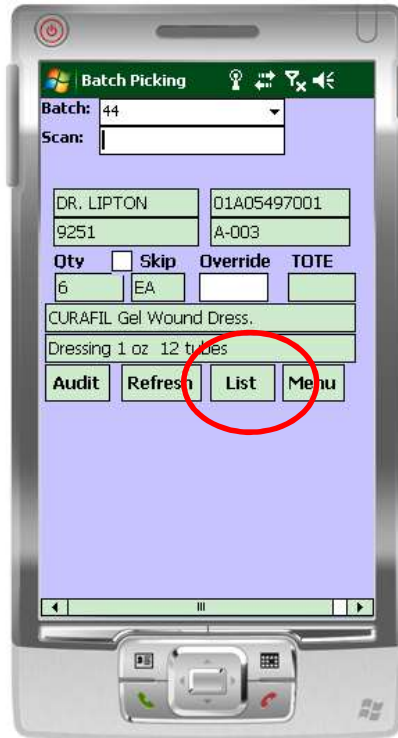 Batch Picking
Batch: 44
Scan:
DR. LIPTON 01A05497001
9251 A-003
Qty Skip Override TOTE
6 EA
CURAFIL Gel Wound Dress.
Dressing 1 oz 12 tubes
Audit Refresh List Menu